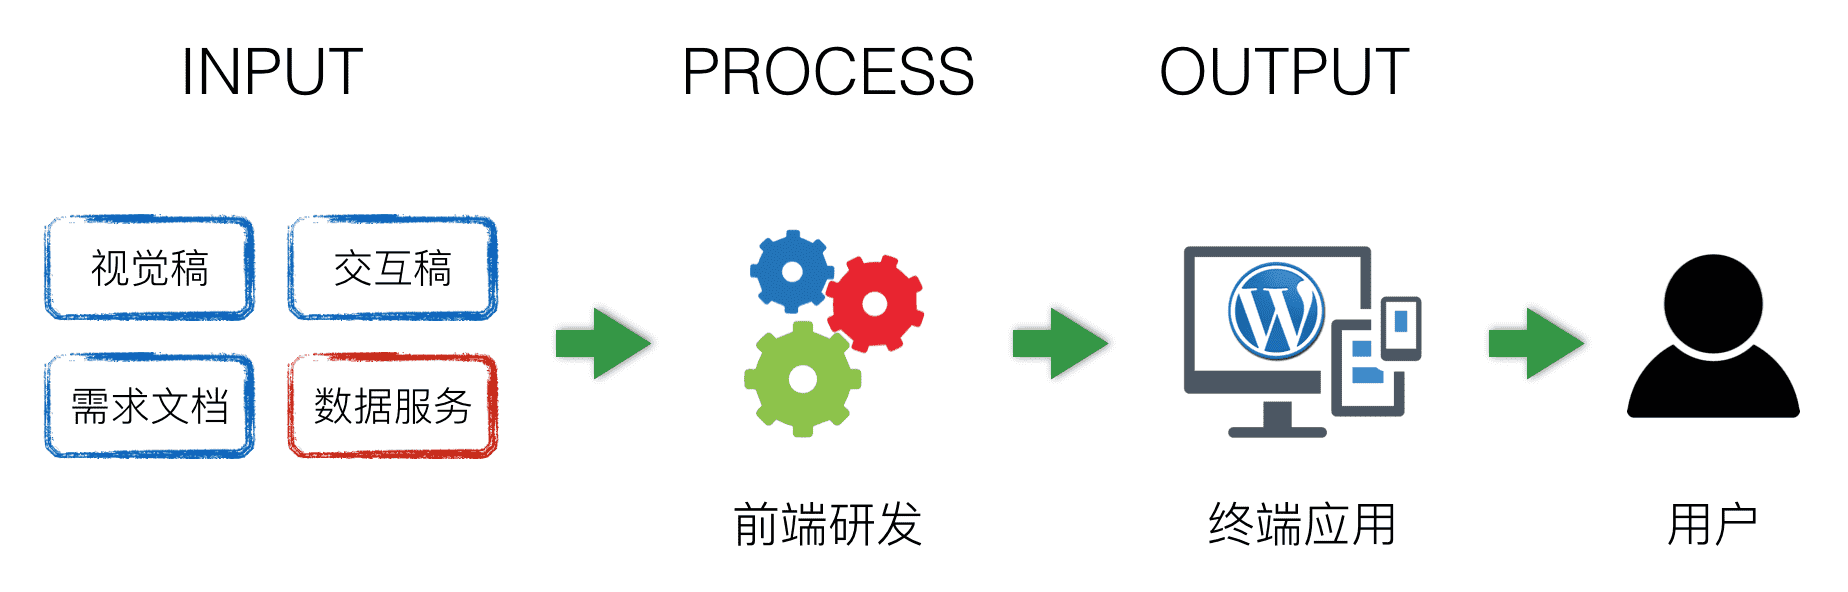 INPUT
PROCESS
OUTPUT
视觉稿
交互稿
需求文档
数据服务
W
前端研发
终端应用
用户